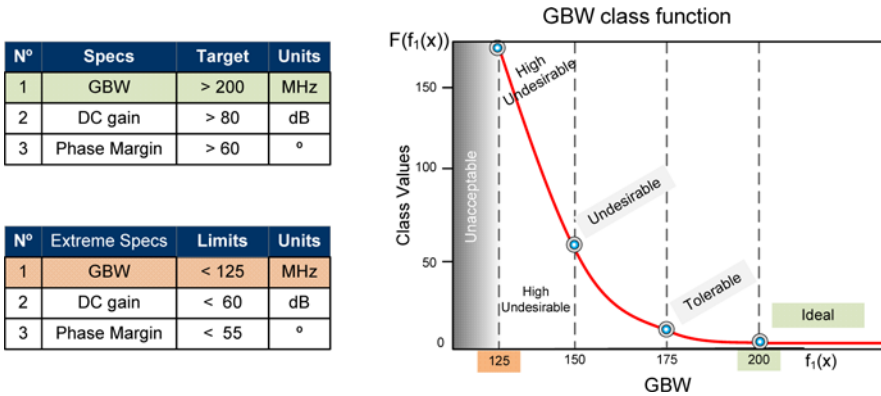 Nº Specs Target Units
1 GBW > 200 MHz
2 DC gain > 80 dB
3 Phase Margin > 60 º
Nº Extreme Specs Limits Units
1 GBW < 125 MHz
2 DC gain < 60 dB
3 Phase Margin < 55 º
GBW class function
F(f₁(x))
150
100
50
0
Class Values
Unacceptable
High
Undesirable
High
Undesirable
Undesirable
Tolerable
Ideal
125 150 175 200 f₁(x)
GBW